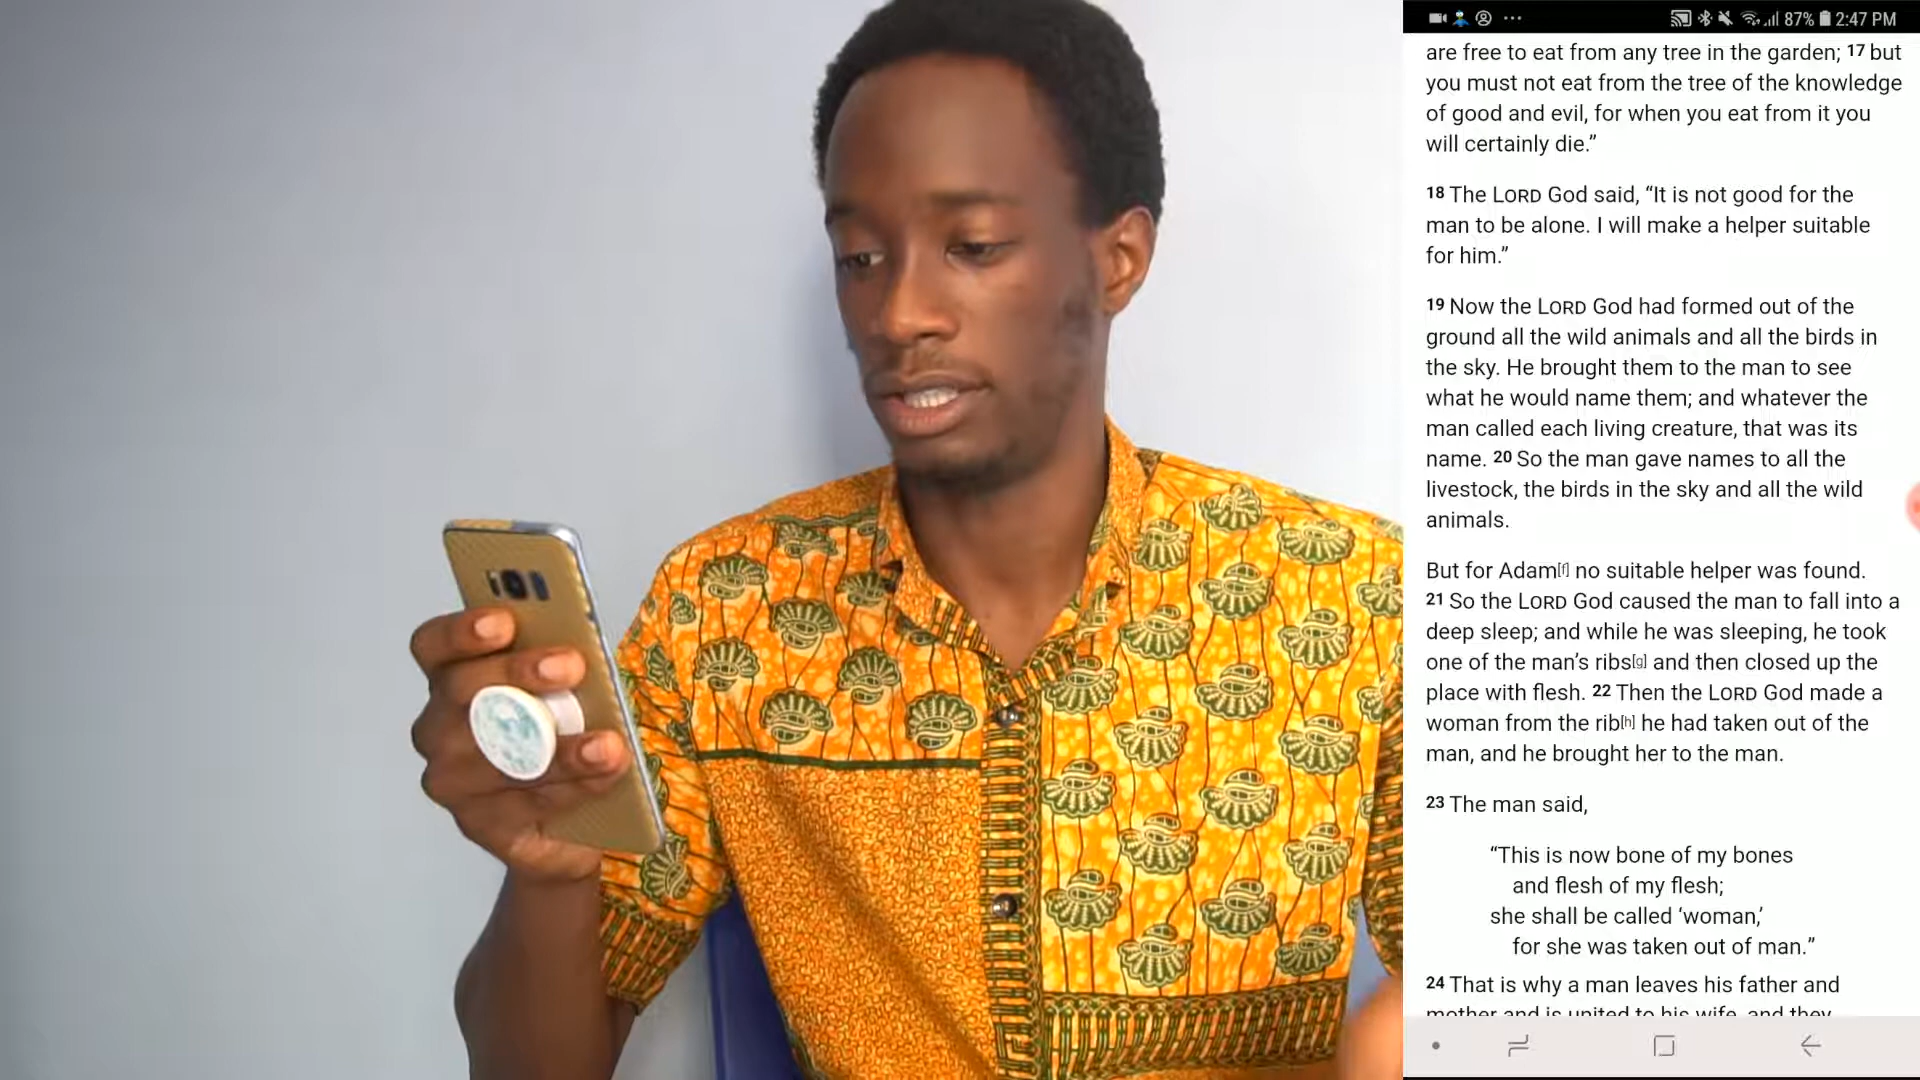 87% 2:47 PM
are free to eat from any tree in the garden; 17 but
you must not eat from the tree of the knowledge
of good and evil, for when you eat from it you
will certainly die.”
18 The LORD God said, “It is not good for the
man to be alone. I will make a helper suitable
for him.”
19 Now the LORD God had formed out of the
ground all the wild animals and all the birds in
the sky. He brought them to the man to see
what he would name them; and whatever the
man called each living creature, that was its
name. 20 So the man gave names to all the
livestock, the birds in the sky and all the wild
animals.
But for Adam[f] no suitable helper was found.
21 So the LORD God caused the man to fall into a
deep sleep; and while he was sleeping, he took
one of the man’s ribs[g] and then closed up the
place with flesh. 22 Then the LORD God made a
woman from the rib[h] he had taken out of the
man, and he brought her to the man.
23 The man said,
“This is now bone of my bones
and flesh of my flesh;
she shall be called ‘woman,’
for she was taken out of man.”
24 That is why a man leaves his father and
mother and is united to his wife, and they